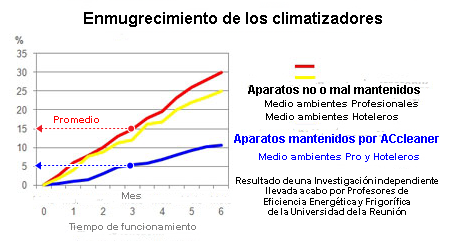 Enmugrecimiento de los climatizadores
%
35
30
25
20
15
10
5
0
Promedio
0 1 2 3 4 5 6
Mes
Tiempo de funcionamiento
Aparatos no o mal mantenidos
Medio ambientes Profesionales
Medio ambientes Hoteleros
Aparatos mantenidos por ACcleaner
Medio ambientes Pro y Hoteleros
Resultado de una Investigación independiente
llevada acabo por Profesores de
Eficiencia Energética y Frigorífica
de la Universidad de la Reunión